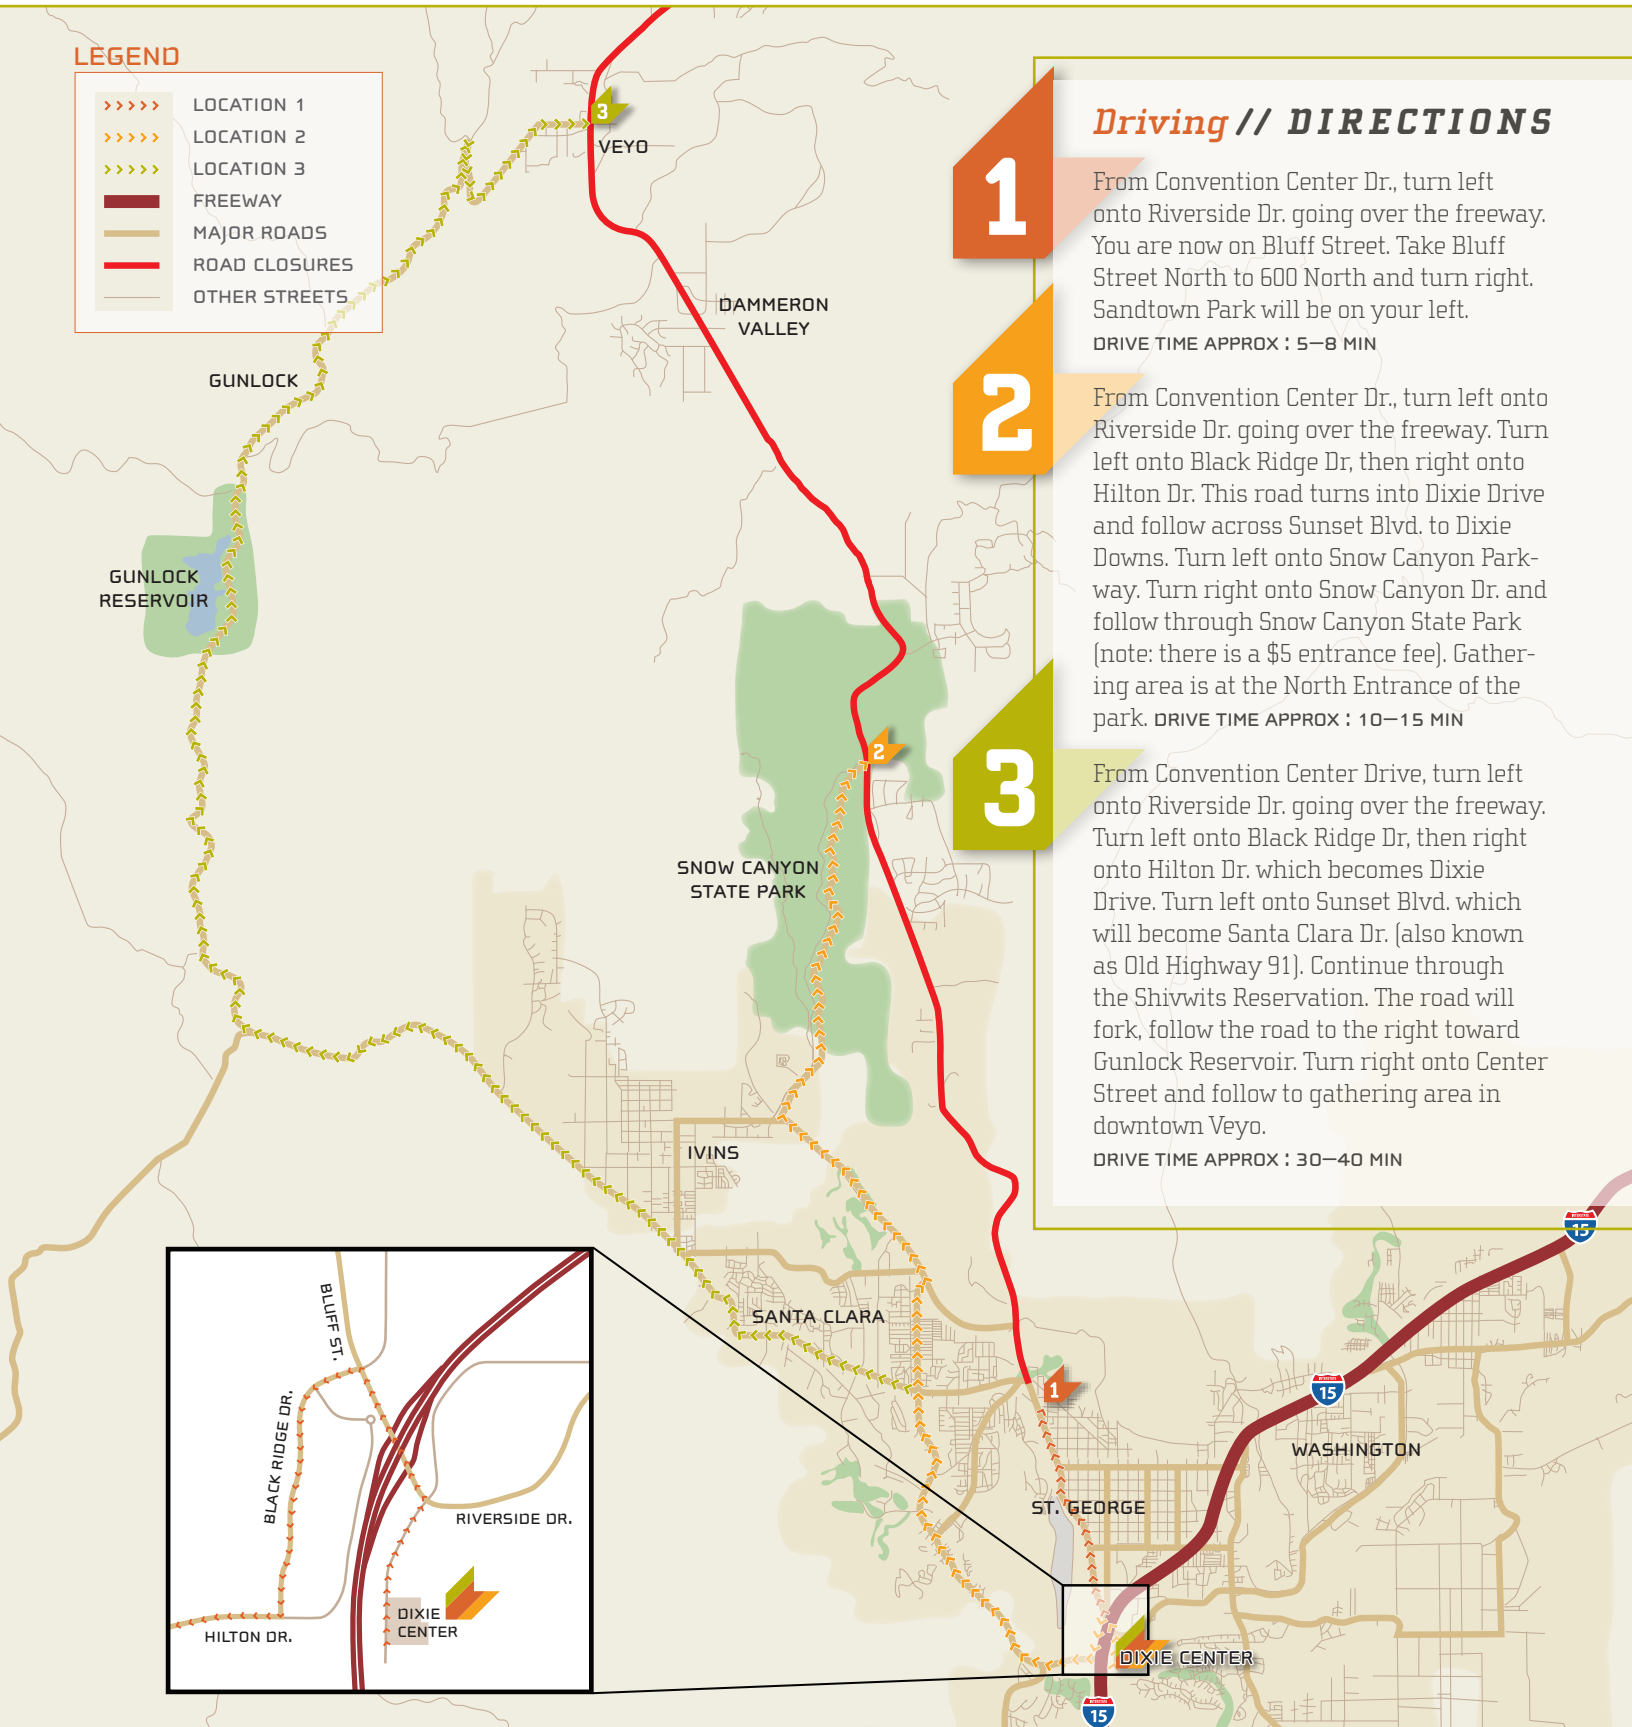 LEGEND
LOCATION 1
LOCATION 2
LOCATION 3
FREEWAY
MAJOR ROADS
ROAD CLOSURES
OTHER STREETS
3
VEYO
DAMMERON
VALLEY
GUNLOCK
GUNLOCK
RESERVOIR
2
SNOW CANYON
STATE PARK
IVINS
SANTA CLARA
1
ST. GEORGE
WASHINGTON
INTERSTATE
15
INTERSTATE
15
INTERSTATE
15
DIXIE CENTER
BLUFF ST.
BLACK RIDGE DR.
RIVERSIDE DR.
HILTON DR.
DIXIE
CENTER
Driving // DIRECTIONS
1
From Convention Center Dr., turn left
onto Riverside Dr. going over the freeway.
You are now on Bluff Street. Take Bluff
Street North to 600 North and turn right.
Sandtown Park will be on your left.
DRIVE TIME APPROX : 5–8 MIN
2
From Convention Center Dr., turn left onto
Riverside Dr. going over the freeway. Turn
left onto Black Ridge Dr, then right onto
Hilton Dr. This road turns into Dixie Drive
and follow across Sunset Blvd. to Dixie
Downs. Turn left onto Snow Canyon Park-
way. Turn right onto Snow Canyon Dr. and
follow through Snow Canyon State Park
(note: there is a $5 entrance fee). Gather-
ing area is at the North Entrance of the
park. DRIVE TIME APPROX : 10–15 MIN
3
From Convention Center Drive, turn left
onto Riverside Dr. going over the freeway.
Turn left onto Black Ridge Dr, then right
onto Hilton Dr. which becomes Dixie
Drive. Turn left onto Sunset Blvd. which
will become Santa Clara Dr. (also known
as Old Highway 91). Continue through
the Shivwits Reservation. The road will
fork, follow the road to the right toward
Gunlock Reservoir. Turn right onto Center
Street and follow to gathering area in
downtown Veyo.
DRIVE TIME APPROX : 30–40 MIN